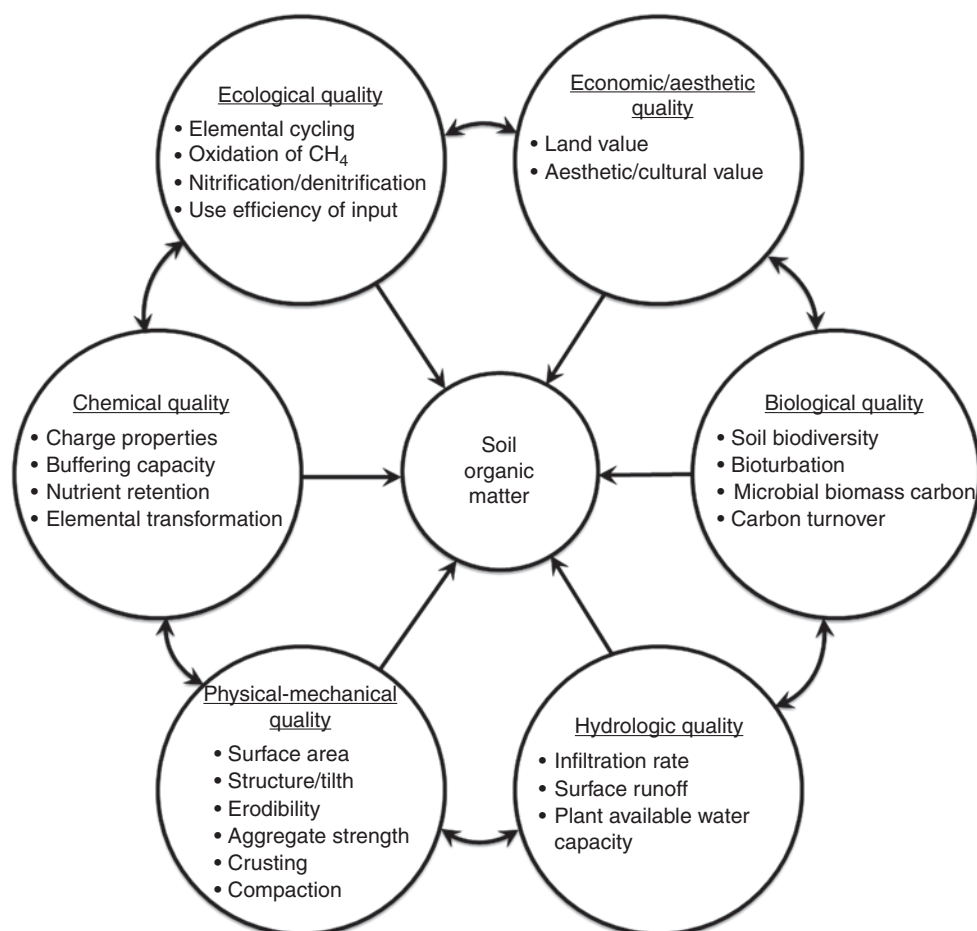 Ecological quality
• Elemental cycling
• Oxidation of CH₄
• Nitrification/denitrification
• Use efficiency of input
Economic/aesthetic
quality
• Land value
• Aesthetic/cultural value
Chemical quality
• Charge properties
• Buffering capacity
• Nutrient retention
• Elemental transformation
Soil
organic
matter
Biological quality
• Soil biodiversity
• Bioturbation
• Microbial biomass carbon
• Carbon turnover
Physical-mechanical
quality
• Surface area
• Structure/tilth
• Erodibility
• Aggregate strength
• Crusting
• Compaction
Hydrologic quality
• Infiltration rate
• Surface runoff
• Plant available water
capacity